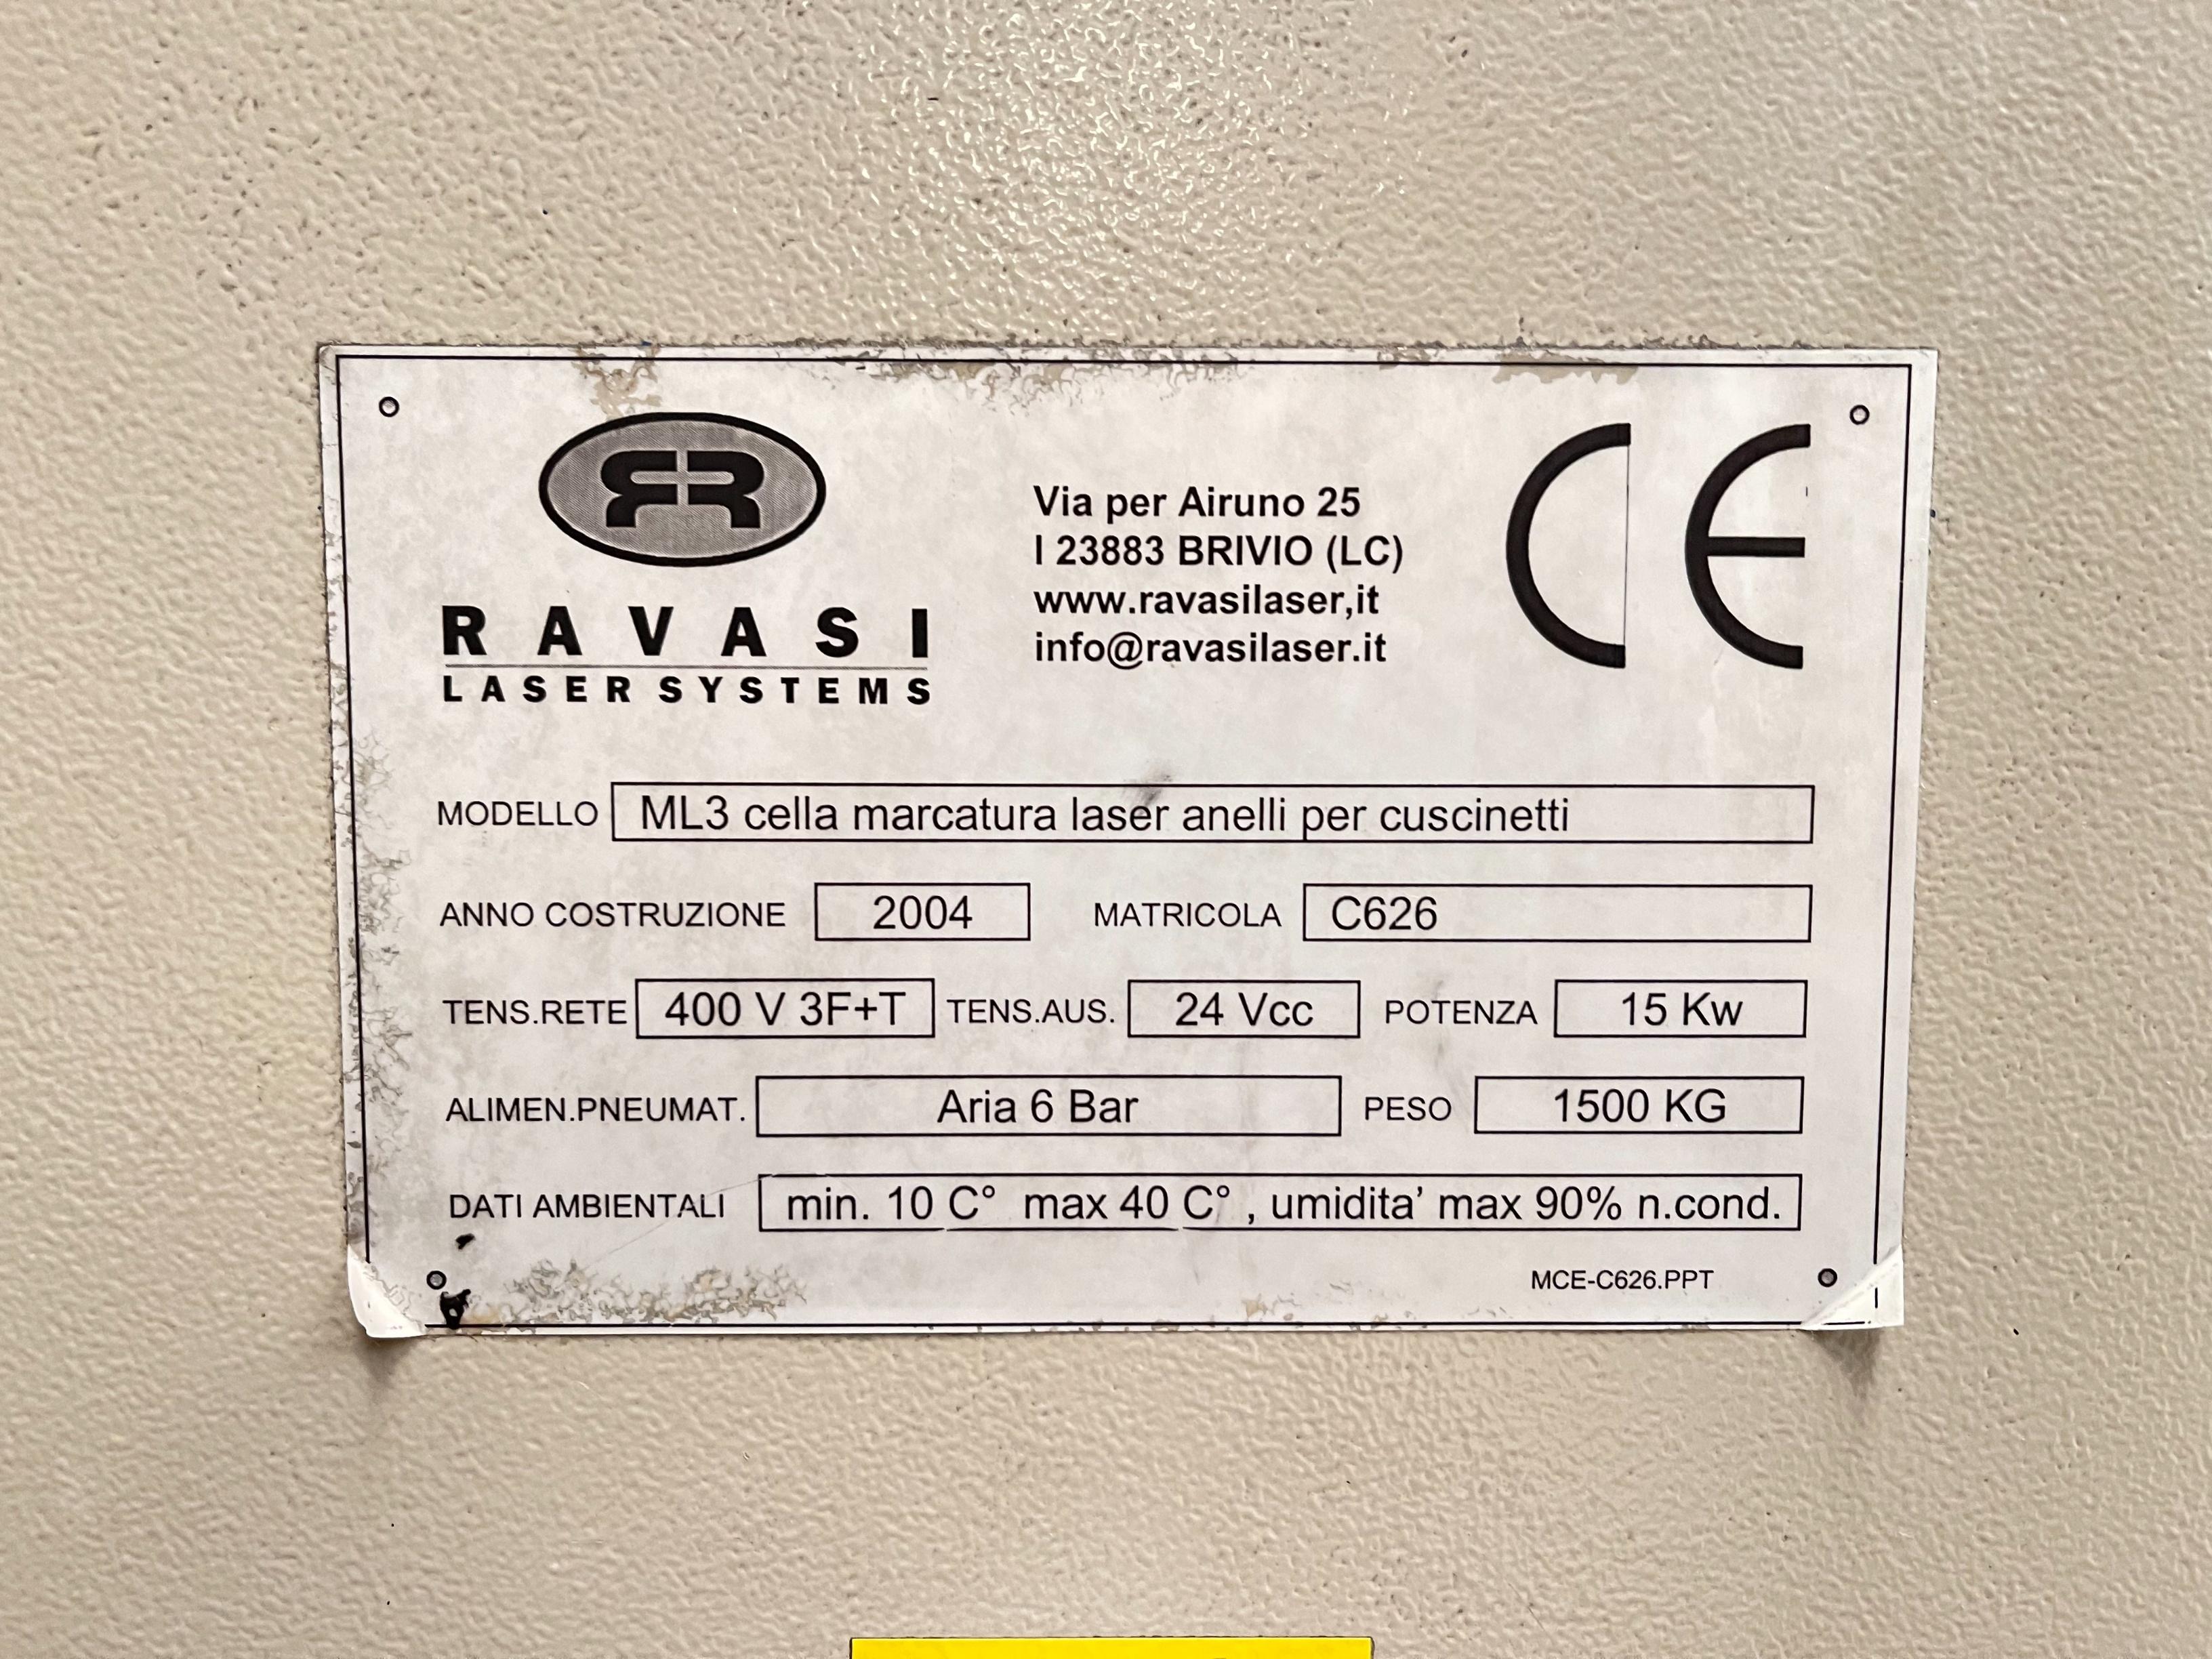 RAVASI
LASER SYSTEMS
Via per Airuno 25
I 23883 BRIVIO (LC)
www.ravasilaser,it
info@ravasilaser.it
CE
MODELLO ML3 cella marcatura laser anelli per cuscinetti
ANNO COSTRUZIONE 2004 MATRICOLA C626
TENS.RETE 400 V 3F+T TENS.AUS. 24 Vcc POTENZA 15 Kw
ALIMEN.PNEUMAT. Aria 6 Bar PESO 1500 KG
DATI AMBIENTALI min. 10 C° max 40 C° , umidita’ max 90% n.cond.
MCE-C626.PPT